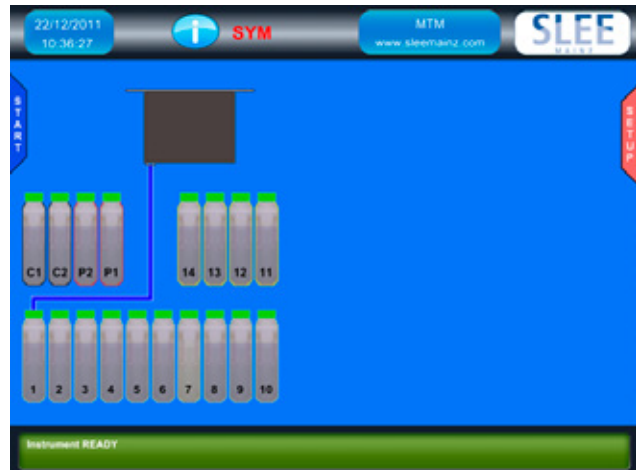 22/12/2011
10:36:27
i
SYM
MTM
www.sleemainz.com
SLEE
MAINZ
START
SETUP
C1 C2 P2 P1 14 13 12 11
1 2 3 4 5 6 7 8 9 10
Instrument READY